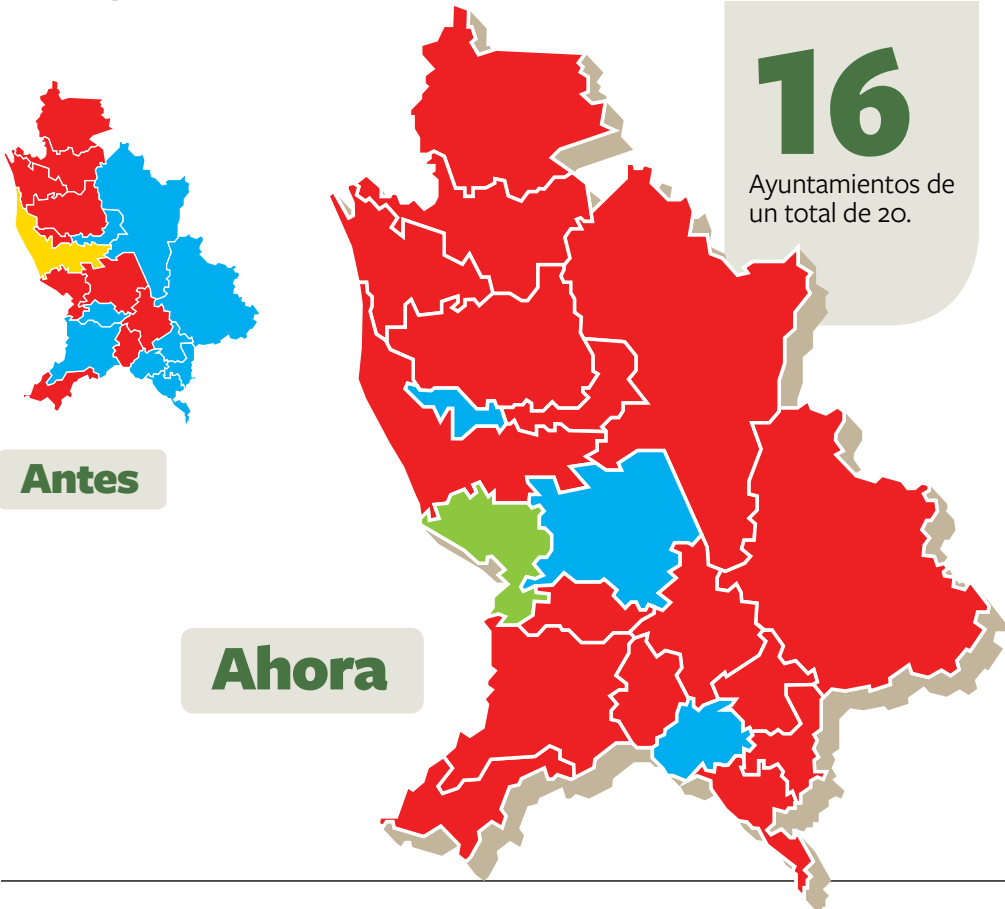 16
Ayuntamientos de
un total de 20.
Antes
Ahora